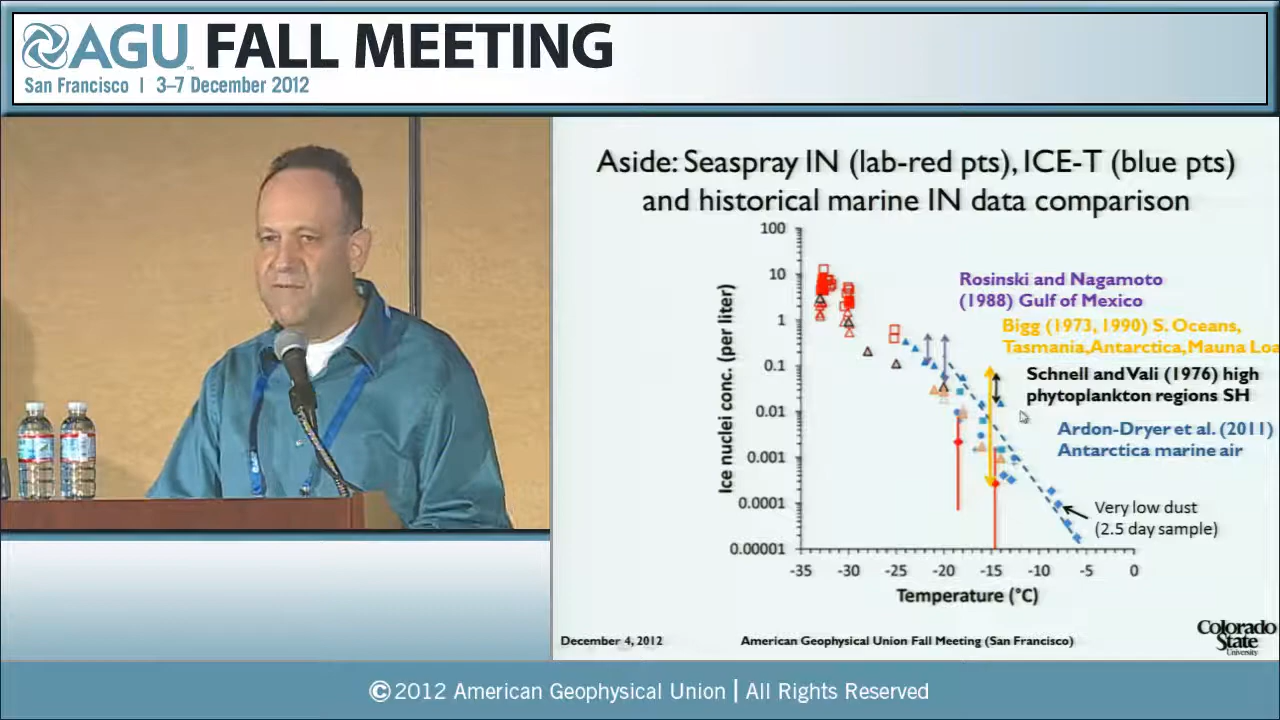 AGU FALL MEETING
San Francisco | 3–7 December 2012
Aside: Seaspray IN (lab-red pts), ICE-T (blue pts)
and historical marine IN data comparison
Ice nuclei conc. (per liter)
100
10
1
0.1
0.01
0.001
0.0001
0.00001
Rosinski and Nagamoto
(1988) Gulf of Mexico
Bigg (1973, 1990) S. Oceans,
Tasmania,Antarctica,Mauna Loa
Schnell and Vali (1976) high
phytoplankton regions SH
Ardon-Dryer et al. (2011)
Antarctica marine air
Very low dust
(2.5 day sample)
-35 -30 -25 -20 -15 -10 -5 0
Temperature (°C)
December 4, 2012
American Geophysical Union Fall Meeting (San Francisco)
Colorado
State
University
©2012 American Geophysical Union | All Rights Reserved